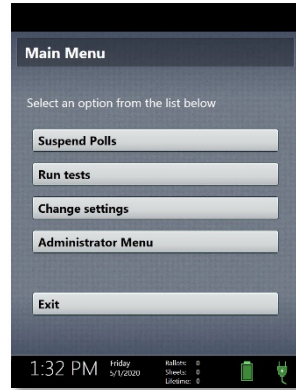 Main Menu
Select an option from the list below
Suspend Polls
Run tests
Change settings
Administrator Menu
Exit
1:32 PM
Friday
5/1/2020
Ballots: 0
Sheets: 0
Lifetime: 0